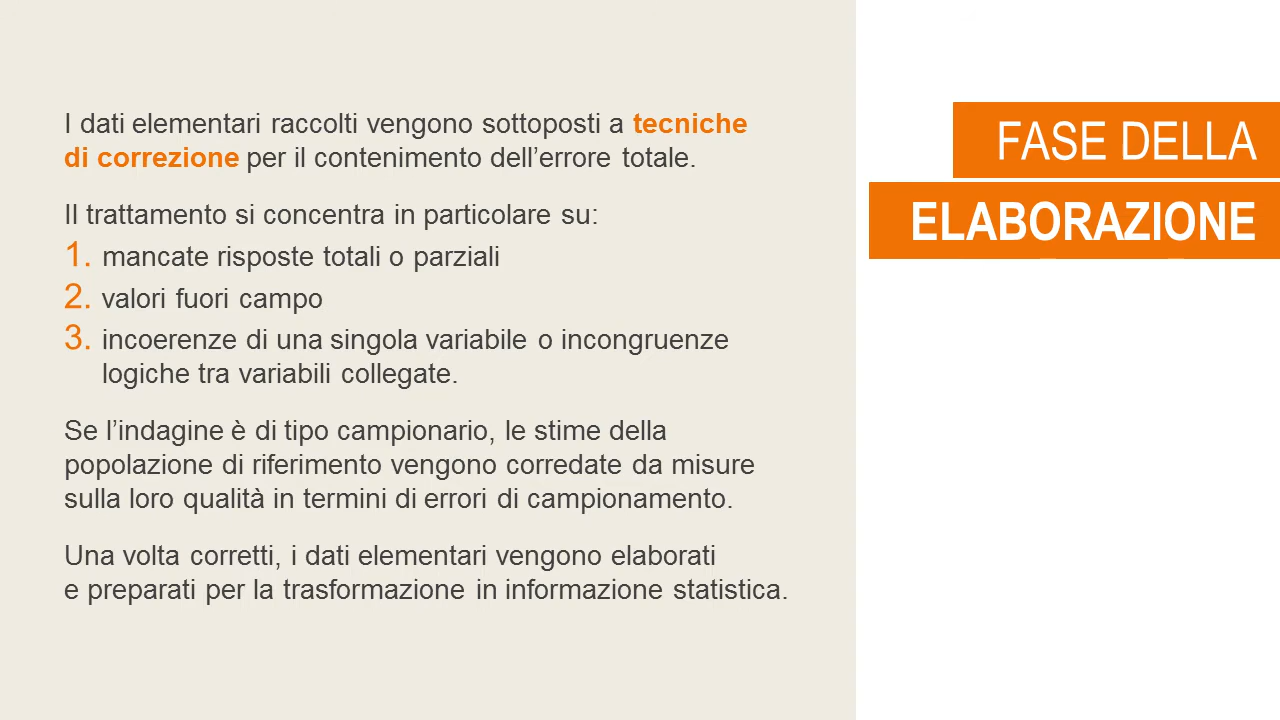 I dati elementari raccolti vengono sottoposti a tecniche
di correzione per il contenimento dell’errore totale.
Il trattamento si concentra in particolare su:
1. mancate risposte totali o parziali
2. valori fuori campo
3. incoerenze di una singola variabile o incongruenze
logiche tra variabili collegate.
Se l’indagine è di tipo campionario, le stime della
popolazione di riferimento vengono corredate da misure
sulla loro qualità in termini di errori di campionamento.
Una volta corretti, i dati elementari vengono elaborati
e preparati per la trasformazione in informazione statistica.
FASE DELLA
ELABORAZIONE